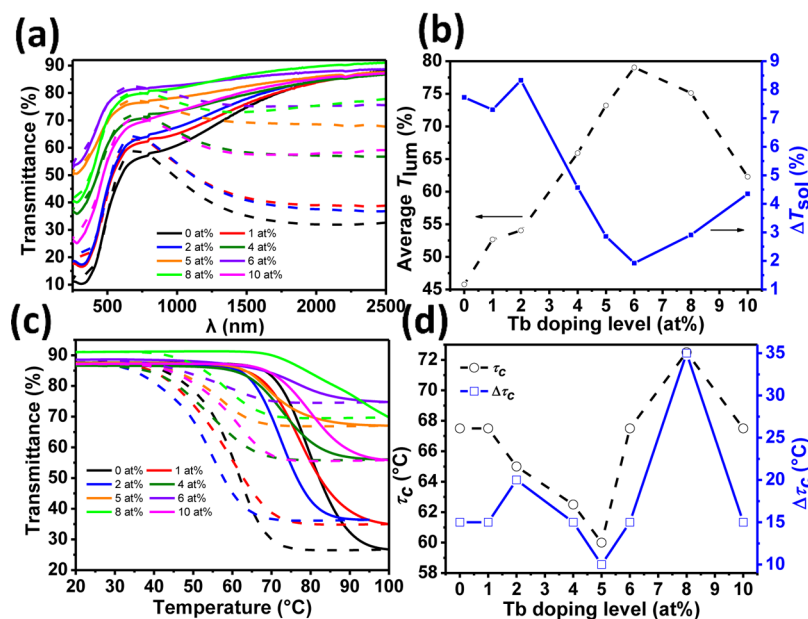 (a)
Transmittance (%)
90
80
70
60
50
40
30
20
10
0 at% 1 at%
2 at% 4 at%
5 at% 6 at%
8 at% 10 at%
500 1000 1500 2000 2500
λ (nm)
(b)
Average Tlum (%)
80
75
70
65
60
55
50
45
9
8
7
6
5
4
3
2
1
ΔTsol (%)
0 1 2 3 4 5 6 7 8 9 10
Tb doping level (at%)
(c)
Transmittance (%)
100
90
80
70
60
50
40
30
20
0 at% 1 at%
2 at% 4 at%
5 at% 6 at%
8 at% 10 at%
20 30 40 50 60 70 80 90 100
Temperature (°C)
(d)
τc (°C)
72
70
68
66
64
62
60
58
τc
Δτc
35
30
25
20
15
10
Δτc (°C)
0 1 2 3 4 5 6 7 8 9 10
Tb doping level (at%)